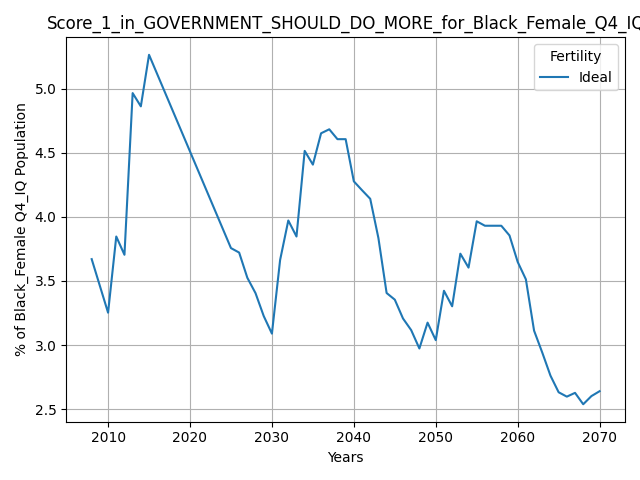 Score_1_in_GOVERNMENT_SHOULD_DO_MORE_for_Black_Female_Q4_IQ
Fertility
Ideal
% of Black_Female Q4_IQ Population
5.0
4.5
4.0
3.5
3.0
2.5
2010 2020 2030 2040 2050 2060 2070
Years